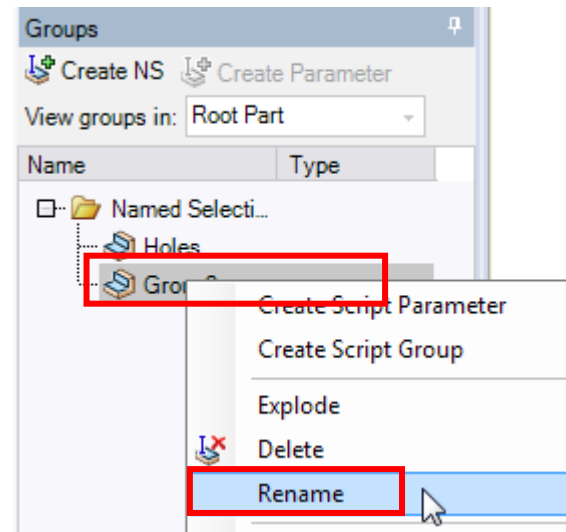 Groups
Create NS Create Parameter
View groups in: Root Part
Name Type
Named Selecti...
Holes
Create Script Parameter
Create Script Group
Explode
Delete
Rename